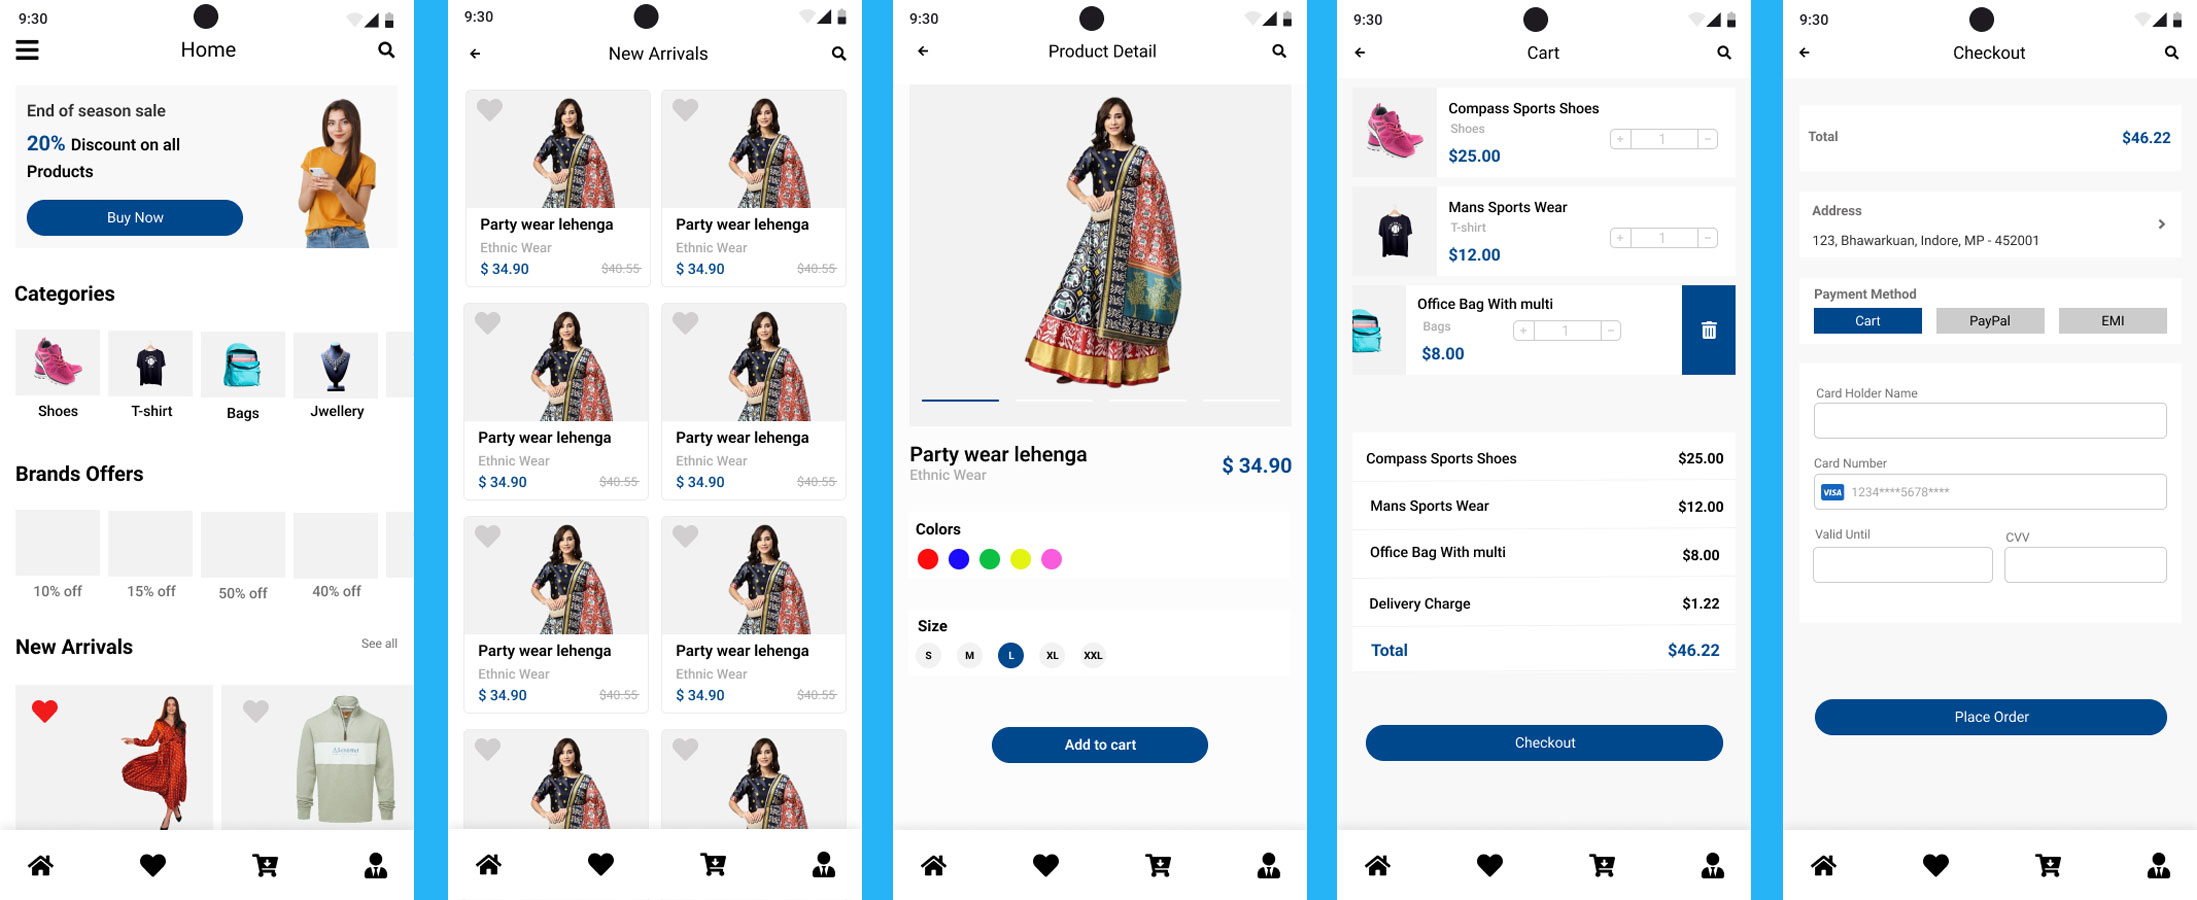 9:30
Home
End of season sale
20% Discount on all
Products
Buy Now
Categories
Shoes
T-shirt
Bags
Jwellery
Brands Offers
10% off
15% off
50% off
40% off
New Arrivals
See all
9:30
New Arrivals
Party wear lehenga
Ethnic Wear
$ 34.90
$40.55
Party wear lehenga
Ethnic Wear
$ 34.90
$40.55
Party wear lehenga
Ethnic Wear
$ 34.90
$40.55
Party wear lehenga
Ethnic Wear
$ 34.90
$40.55
Party wear lehenga
Ethnic Wear
$ 34.90
$40.55
Party wear lehenga
Ethnic Wear
$ 34.90
$40.55
9:30
Product Detail
Party wear lehenga
Ethnic Wear
$ 34.90
Colors
Size
S M L XL XXL
Add to cart
9:30
Cart
Compass Sports Shoes
Shoes
+ 1 −
$25.00
Mans Sports Wear
T-shirt
+ 1 −
$12.00
Office Bag With multi
Bags
+ 1 −
$8.00
Compass Sports Shoes $25.00
Mans Sports Wear $12.00
Office Bag With multi $8.00
Delivery Charge $1.22
Total $46.22
Checkout
9:30
Checkout
Total $46.22
Address
123, Bhawarkuan, Indore, MP - 452001
Payment Method
Cart PayPal EMI
Card Holder Name
Card Number
VISA 1234****5678****
Valid Until
CVV
Place Order